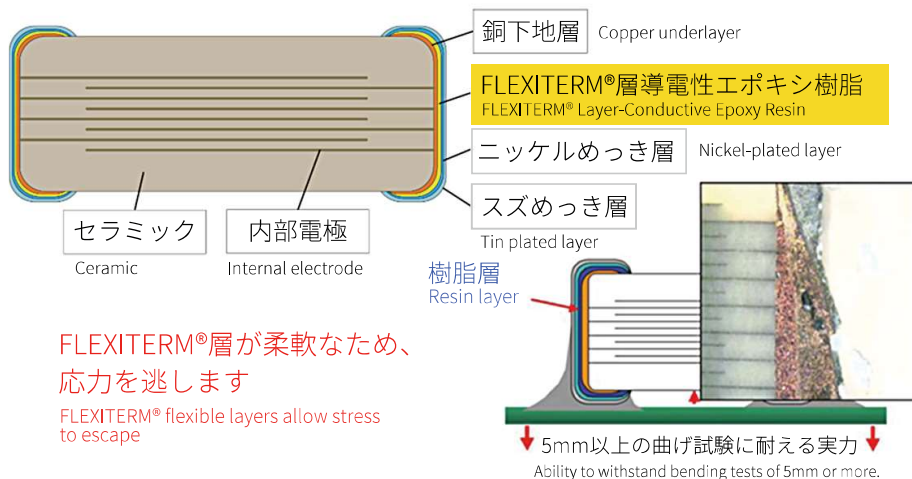 銅下地層 Copper underlayer
FLEXITERM®層導電性エポキシ樹脂
FLEXITERM® Layer-Conductive Epoxy Resin
ニッケルめっき層 Nickel-plated layer
スズめっき層
Tin plated layer
セラミック
Ceramic
内部電極
Internal electrode
樹脂層
Resin layer
FLEXITERM®層が柔軟なため、
応力を逃します
FLEXITERM® flexible layers allow stress
to escape
5mm以上の曲げ試験に耐える実力
Ability to withstand bending tests of 5mm or more.